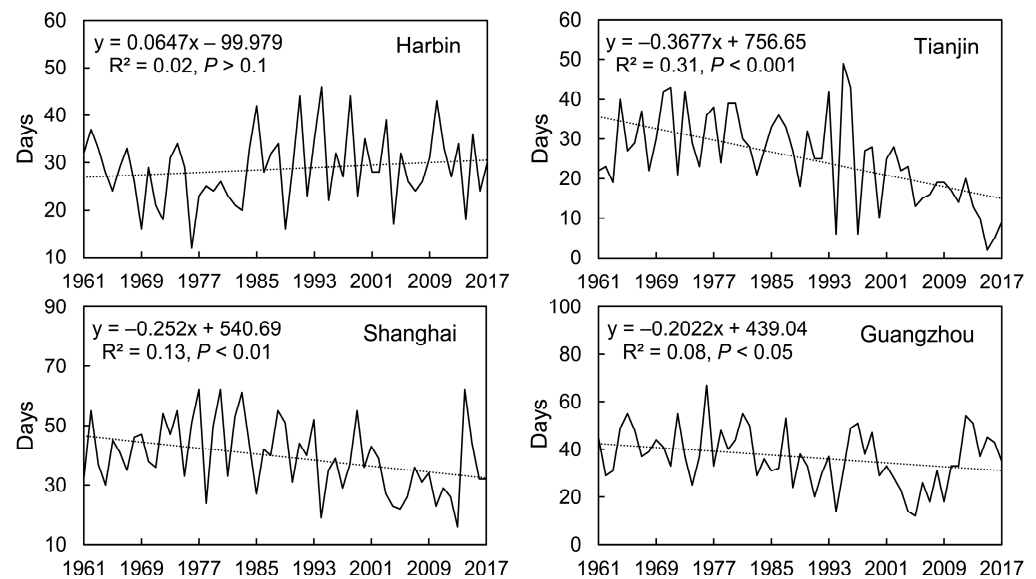 60
50
40
30
20
10
Days
y = 0.0647x – 99.979
R² = 0.02, P > 0.1
Harbin
1961 1969 1977 1985 1993 2001 2009 2017
60
50
40
30
20
10
0
Days
y = –0.3677x + 756.65
R² = 0.31, P < 0.001
Tianjin
1961 1969 1977 1985 1993 2001 2009 2017
90
70
50
30
10
Days
y = –0.252x + 540.69
R² = 0.13, P < 0.01
Shanghai
1961 1969 1977 1985 1993 2001 2009 2017
100
80
60
40
20
0
Days
y = –0.2022x + 439.04
R² = 0.08, P < 0.05
Guangzhou
1961 1969 1977 1985 1993 2001 2009 2017